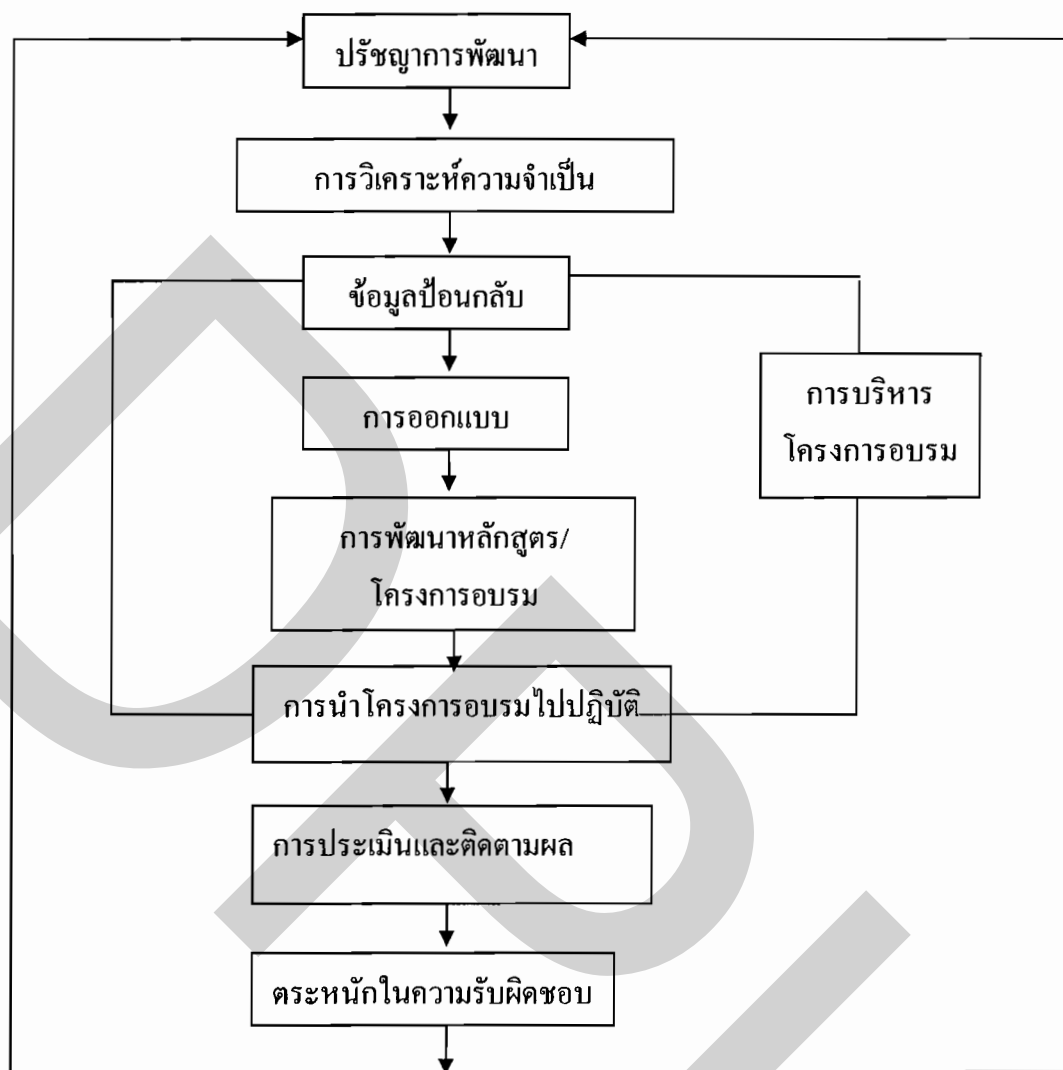 ปรัชญาการพัฒนา
การวิเคราะห์ความจำเป็น
ข้อมูลป้อนกลับ
การออกแบบ
การบริหาร
โครงการอบรม
การพัฒนาหลักสูตร/
โครงการอบรม
การนำโครงการอบรมไปปฏิบัติ
การประเมินและติดตามผล
ตระหนักในความรับผิดชอบ